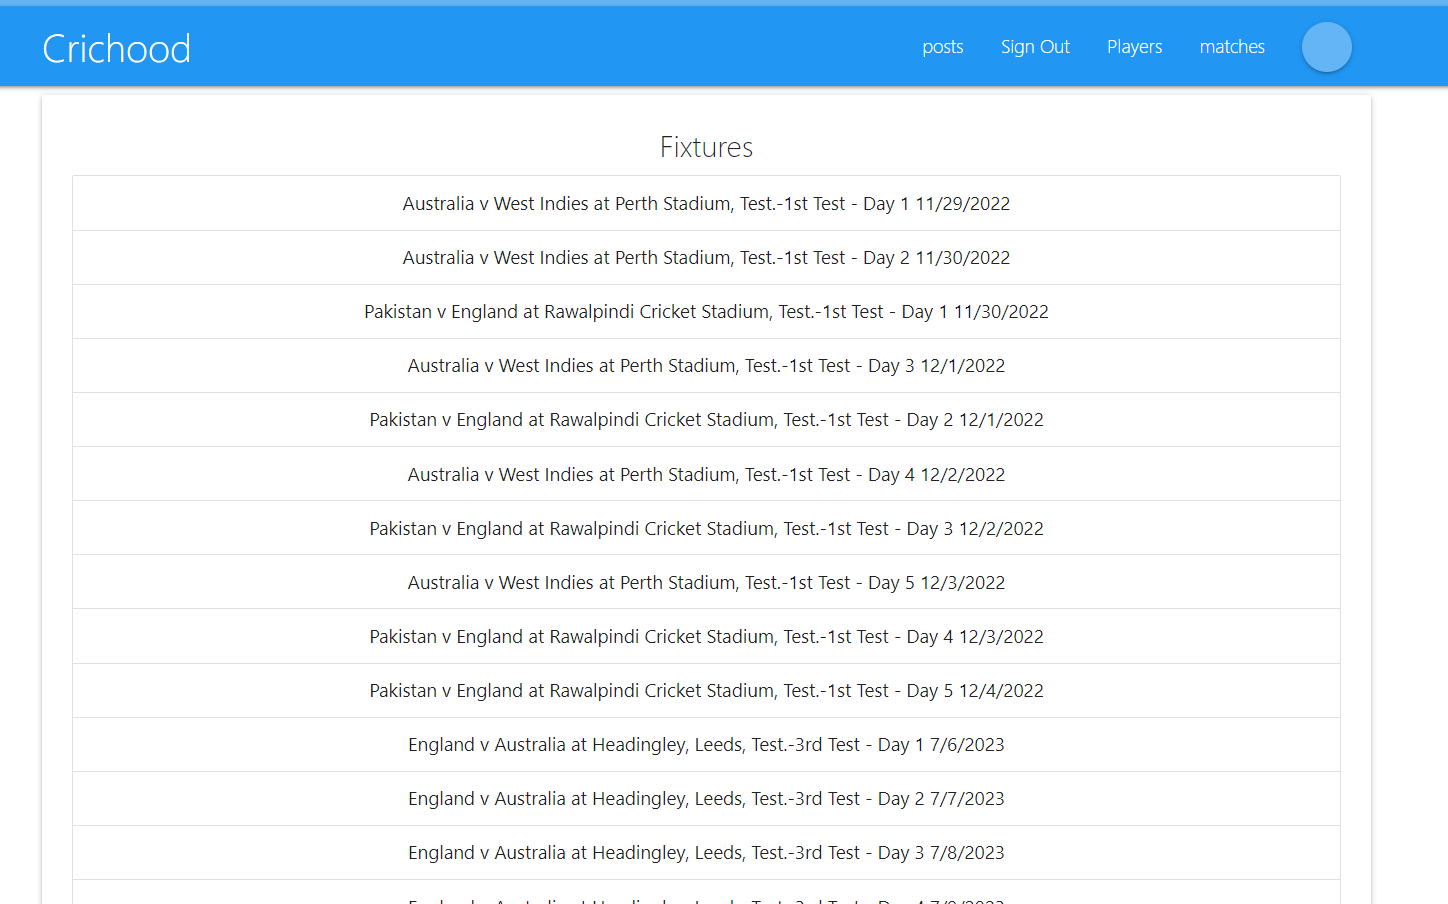 Crichood
posts
Sign Out
Players
matches
Fixtures
Australia v West Indies at Perth Stadium, Test.-1st Test - Day 1 11/29/2022
Australia v West Indies at Perth Stadium, Test.-1st Test - Day 2 11/30/2022
Pakistan v England at Rawalpindi Cricket Stadium, Test.-1st Test - Day 1 11/30/2022
Australia v West Indies at Perth Stadium, Test.-1st Test - Day 3 12/1/2022
Pakistan v England at Rawalpindi Cricket Stadium, Test.-1st Test - Day 2 12/1/2022
Australia v West Indies at Perth Stadium, Test.-1st Test - Day 4 12/2/2022
Pakistan v England at Rawalpindi Cricket Stadium, Test.-1st Test - Day 3 12/2/2022
Australia v West Indies at Perth Stadium, Test.-1st Test - Day 5 12/3/2022
Pakistan v England at Rawalpindi Cricket Stadium, Test.-1st Test - Day 4 12/3/2022
Pakistan v England at Rawalpindi Cricket Stadium, Test.-1st Test - Day 5 12/4/2022
England v Australia at Headingley, Leeds, Test.-3rd Test - Day 1 7/6/2023
England v Australia at Headingley, Leeds, Test.-3rd Test - Day 2 7/7/2023
England v Australia at Headingley, Leeds, Test.-3rd Test - Day 3 7/8/2023